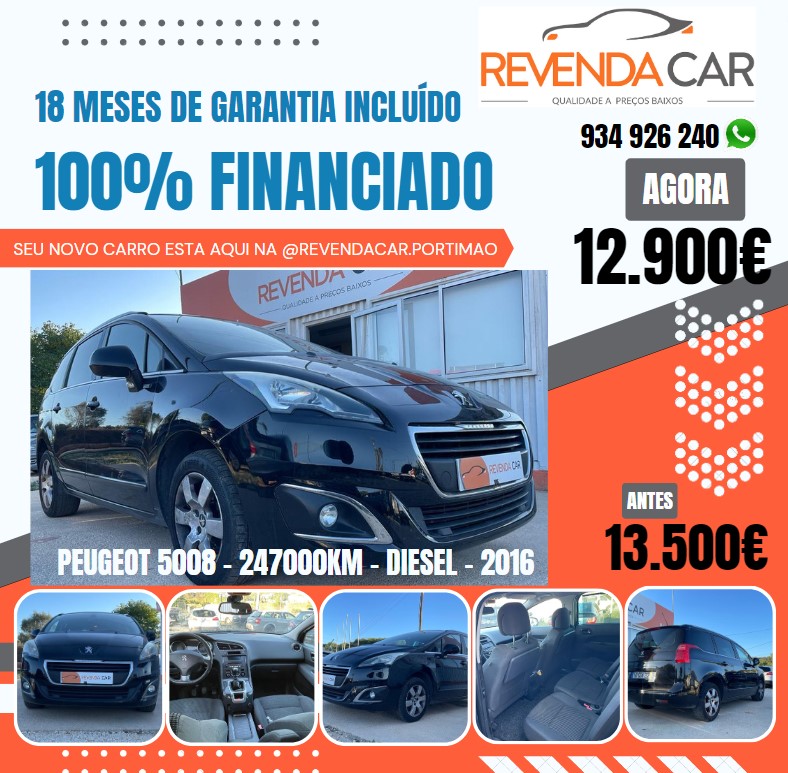 REVENDA CAR
QUALIDADE A PREÇOS BAIXOS
18 MESES DE GARANTIA INCLUÍDO
934 926 240
100% FINANCIADO
AGORA
12.900€
SEU NOVO CARRO ESTA AQUI NA @REVENDACAR.PORTIMAO
REVENDA
QUALIDADE A PREÇOS BAIXOS
REVENDA CAR
ANTES
13.500€
PEUGEOT 5008 - 247000KM - DIESEL - 2016
CAR